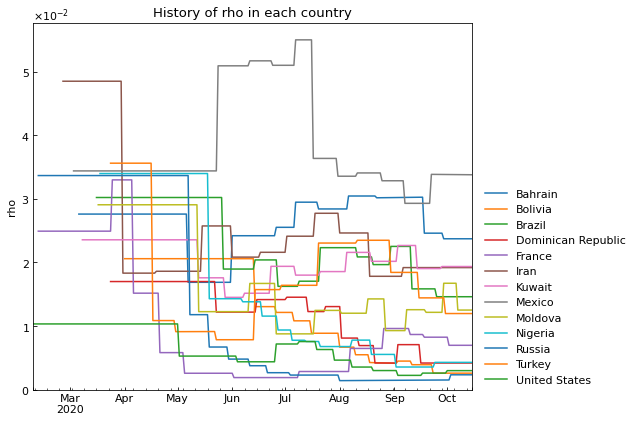 ×10⁻²
History of rho in each country
5
4
3
2
1
0
rho
Mar
2020
Apr
May
Jun
Jul
Aug
Sep
Oct
Bahrain
Bolivia
Brazil
Dominican Republic
France
Iran
Kuwait
Mexico
Moldova
Nigeria
Russia
Turkey
United States